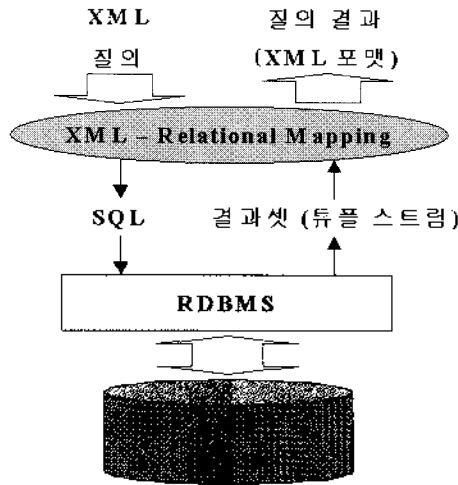 XML
질의
질의 결과
(XML 포맷)
XML – Relational Mapping
SQL
결과셋 (튜플 스트림)
RDBMS